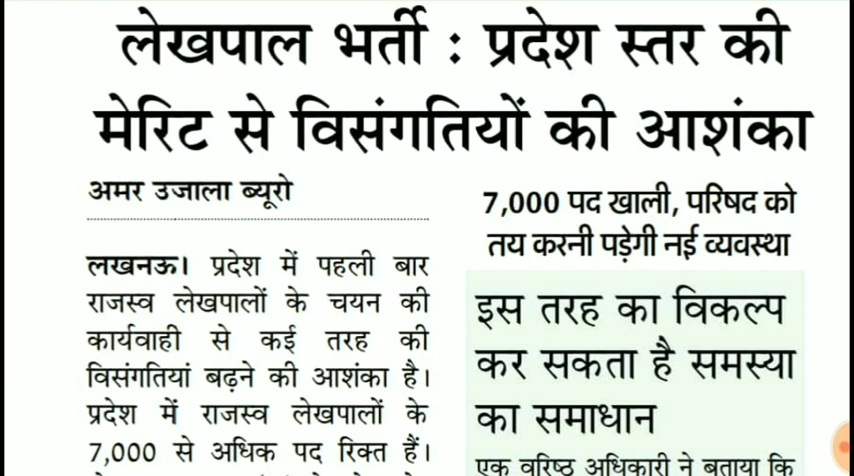 लेखपाल भर्ती : प्रदेश स्तर की
मेरिट से विसंगतियों की आशंका
अमर उजाला ब्यूरो
लखनऊ। प्रदेश में पहली बार
राजस्व लेखपालों के चयन की
कार्यवाही से कई तरह की
विसंगतियां बढ़ने की आशंका है।
प्रदेश में राजस्व लेखपालों के
7,000 से अधिक पद रिक्त हैं।
7,000 पद खाली, परिषद को
तय करनी पड़ेगी नई व्यवस्था
इस तरह का विकल्प
कर सकता है समस्या
का समाधान
एक वरिष्ठ अधिकारी ने बताया कि